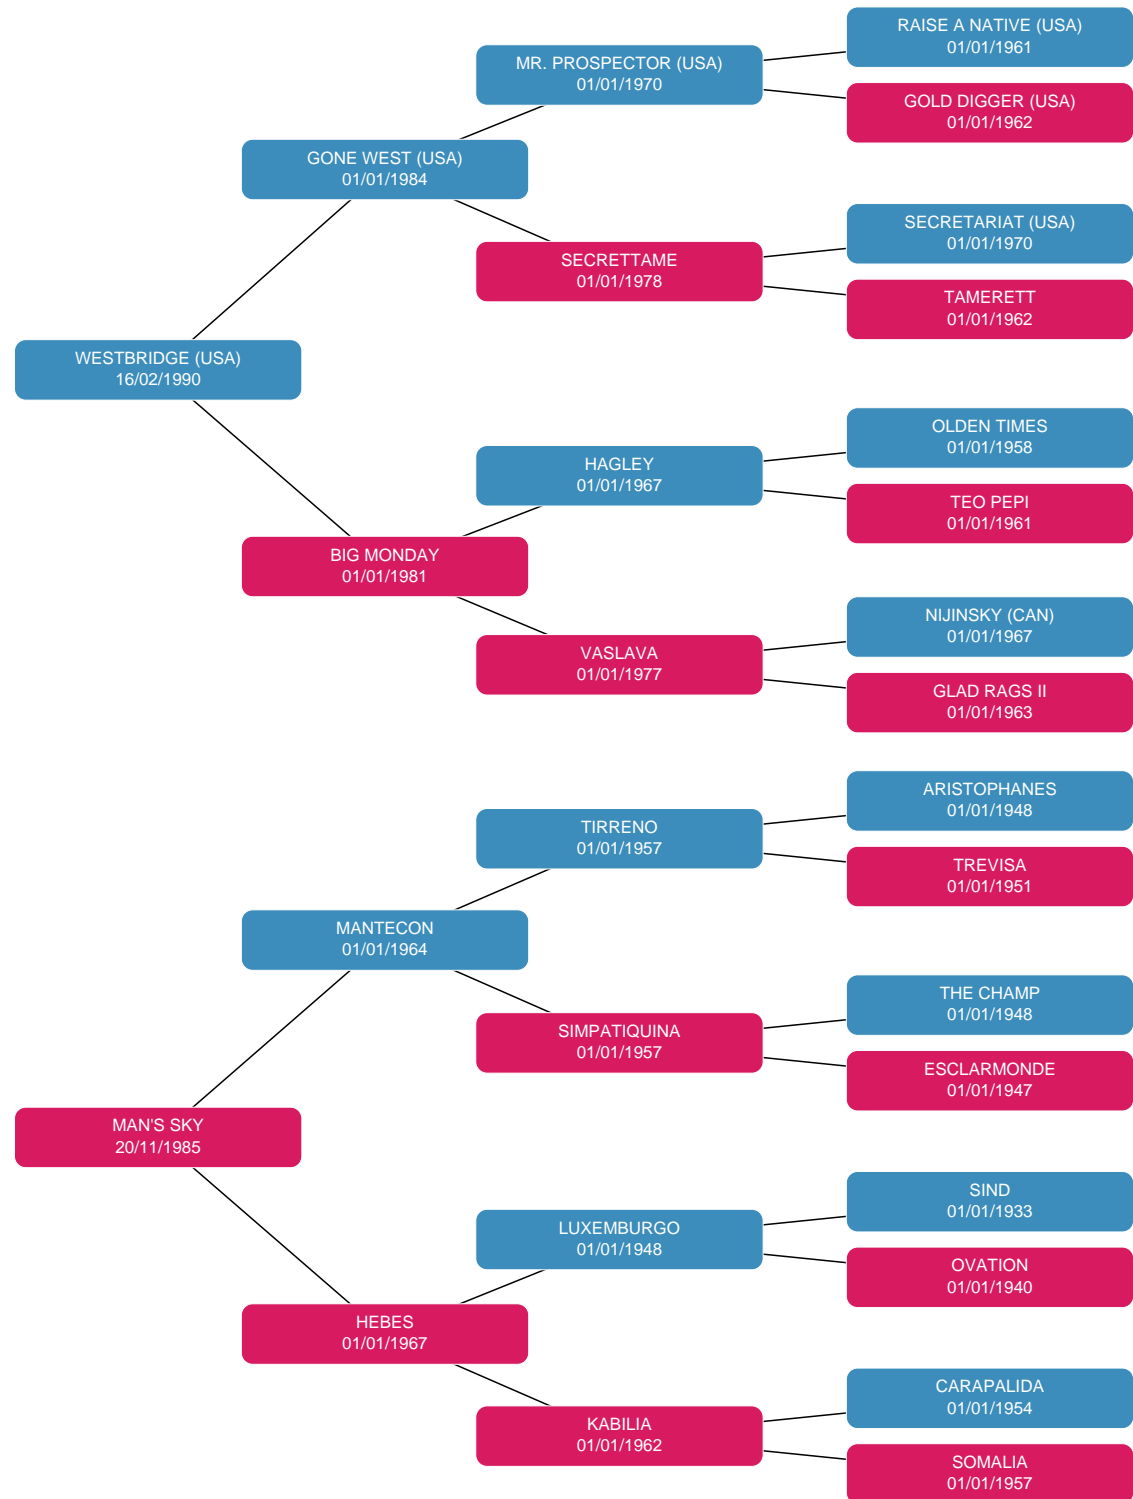 RAISE A NATIVE (USA)
01/01/1961
MR. PROSPECTOR (USA)
01/01/1970
GOLD DIGGER (USA)
01/01/1962
GONE WEST (USA)
01/01/1984
SECRETARIAT (USA)
01/01/1970
SECRETTAME
01/01/1978
TAMERETT
01/01/1962
WESTBRIDGE (USA)
16/02/1990
OLDEN TIMES
01/01/1958
HAGLEY
01/01/1967
TEO PEPI
01/01/1961
BIG MONDAY
01/01/1981
NIJINSKY (CAN)
01/01/1967
VASLAVA
01/01/1977
GLAD RAGS II
01/01/1963
ARISTOPHANES
01/01/1948
TIRRENO
01/01/1957
TREVISA
01/01/1951
MANTECON
01/01/1964
THE CHAMP
01/01/1948
SIMPATIQUINA
01/01/1957
ESCLARMONDE
01/01/1947
MAN'S SKY
20/11/1985
SIND
01/01/1933
LUXEMBURGO
01/01/1948
OVATION
01/01/1940
HEBES
01/01/1967
CARAPALIDA
01/01/1954
KABILIA
01/01/1962
SOMALIA
01/01/1957